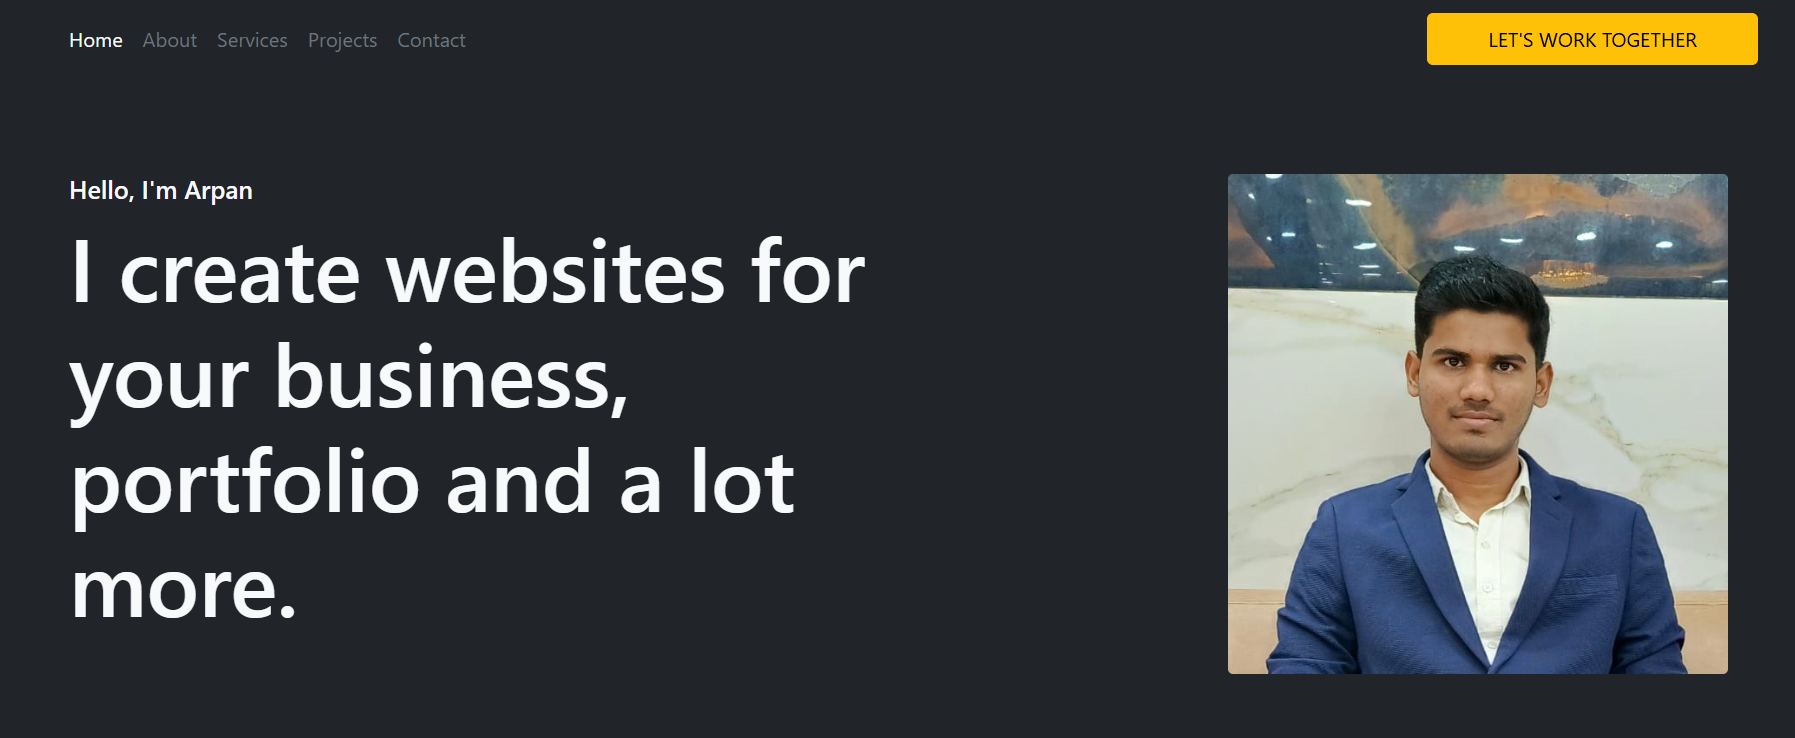 Home About Services Projects Contact
LET'S WORK TOGETHER
Hello, I'm Arpan
I create websites for
your business,
portfolio and a lot
more.